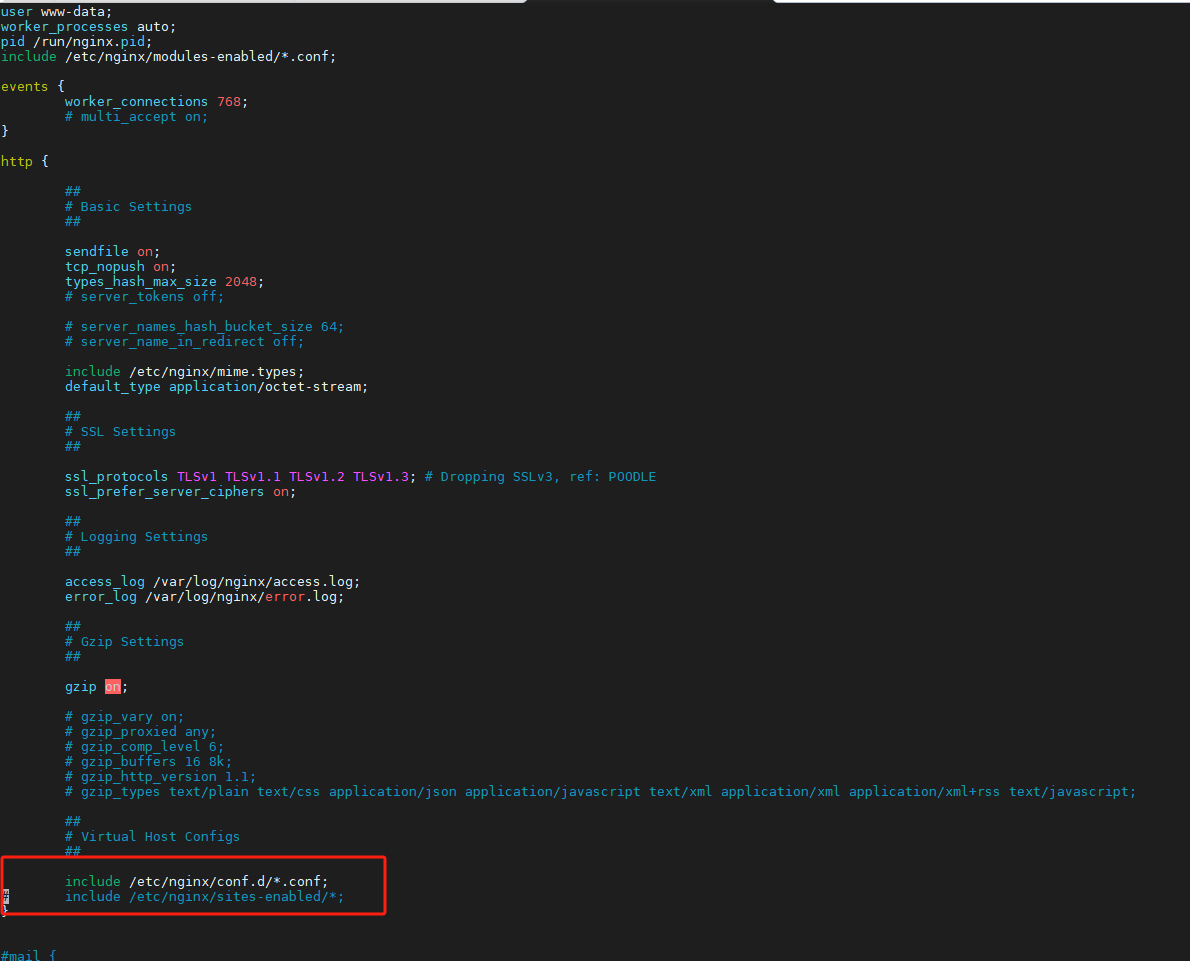 user www-data;
worker_processes auto;
pid /run/nginx.pid;
include /etc/nginx/modules-enabled/*.conf;
events {
worker_connections 768;
# multi_accept on;
}
http {
##
# Basic Settings
##
sendfile on;
tcp_nopush on;
types_hash_max_size 2048;
# server_tokens off;
# server_names_hash_bucket_size 64;
# server_name_in_redirect off;
include /etc/nginx/mime.types;
default_type application/octet-stream;
##
# SSL Settings
##
ssl_protocols TLSv1 TLSv1.1 TLSv1.2 TLSv1.3; # Dropping SSLv3, ref: POODLE
ssl_prefer_server_ciphers on;
##
# Logging Settings
##
access_log /var/log/nginx/access.log;
error_log /var/log/nginx/error.log;
##
# Gzip Settings
##
gzip on;
# gzip_vary on;
# gzip_proxied any;
# gzip_comp_level 6;
# gzip_buffers 16 8k;
# gzip_http_version 1.1;
# gzip_types text/plain text/css application/json application/javascript text/xml application/xml application/xml+rss text/javascript;
##
# Virtual Host Configs
##
include /etc/nginx/conf.d/*.conf;
# include /etc/nginx/sites-enabled/*;
}
#mail {